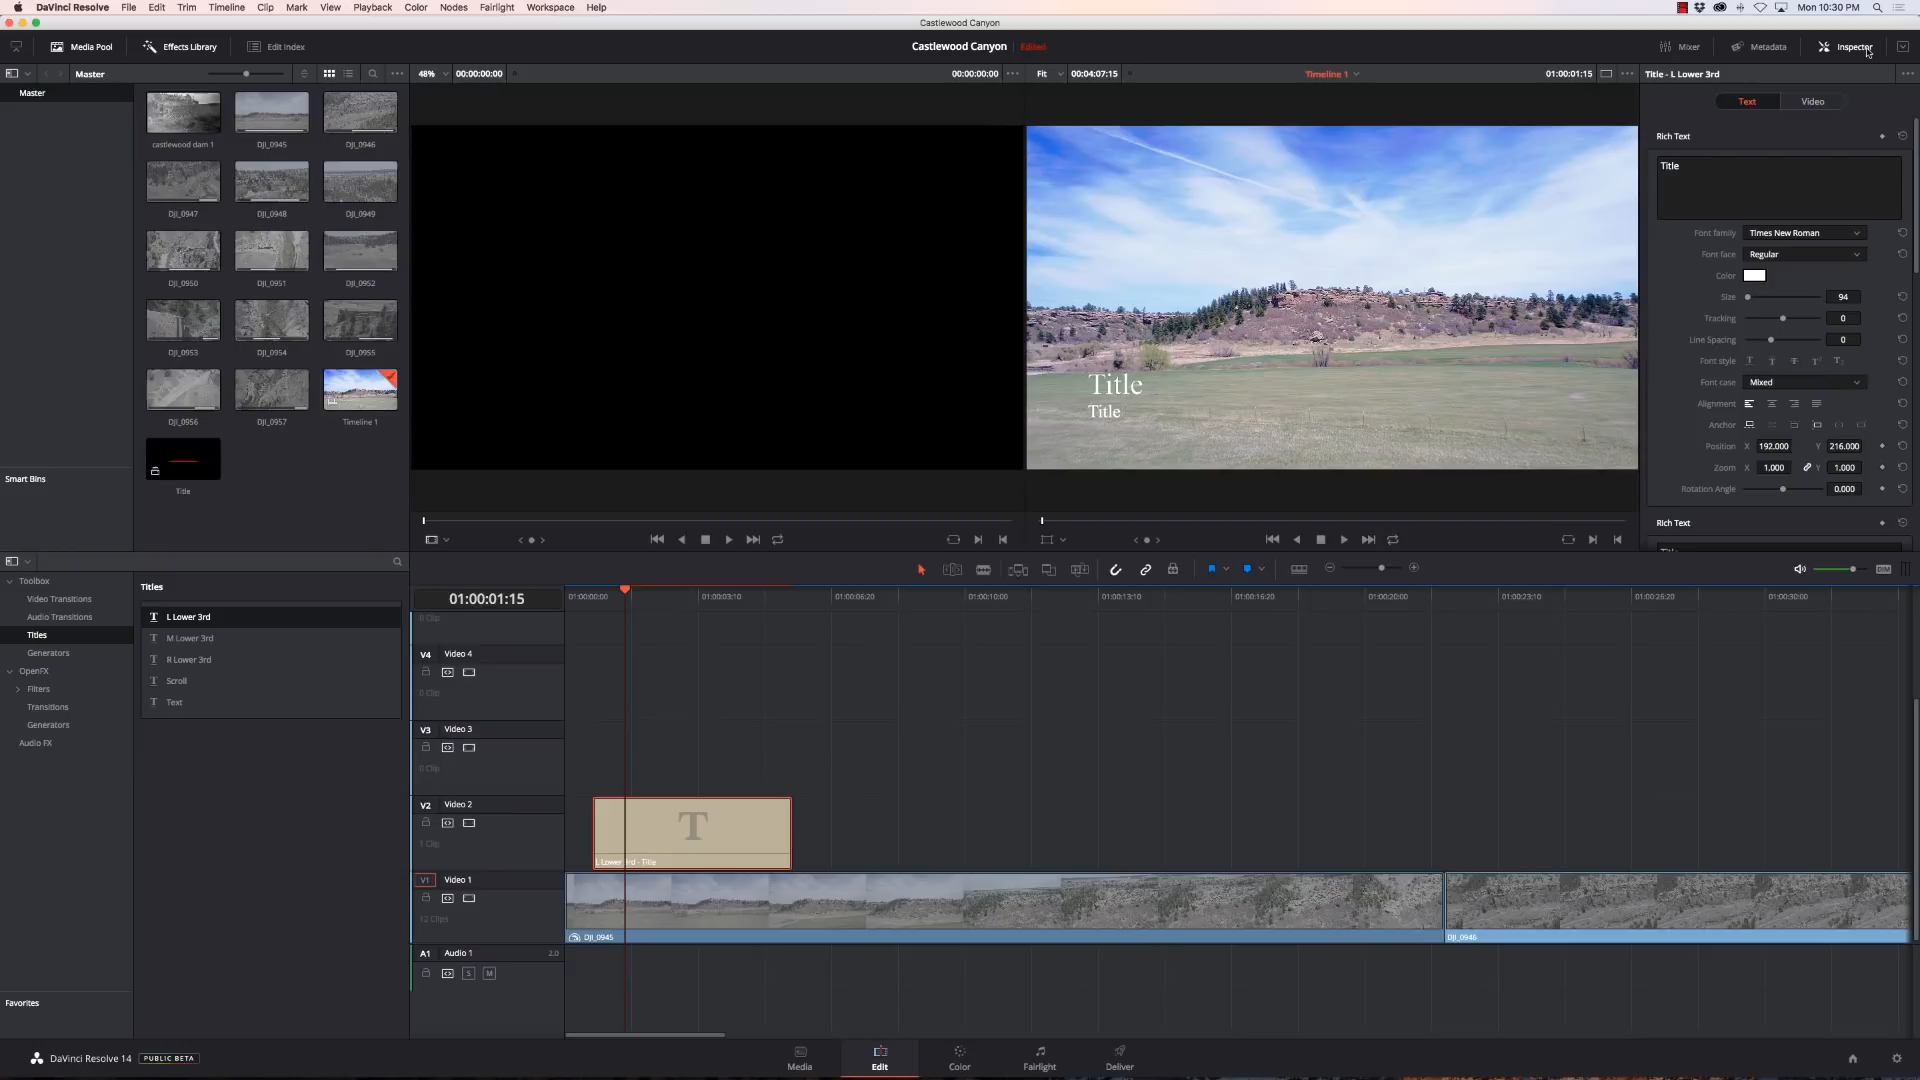 DaVinci Resolve File Edit Trim Timeline Clip Mark View Playback Color Nodes Fairlight Workspace Help
Mon 10:30 PM
Castlewood Canyon
Media Pool Effects Library Edit Index
Castlewood Canyon Edited
Mixer Metadata Inspector
Master
48% 00:00:00:00
00:00:00:00
Fit 00:04:07:15
Timeline 1
01:00:01:15
Title - L Lower 3rd
Master
castlewood dam 1 DJI_0945 DJI_0946
DJI_0947 DJI_0948 DJI_0949
DJI_0950 DJI_0951 DJI_0952
DJI_0953 DJI_0954 DJI_0955
DJI_0956 DJI_0957 Timeline 1
Title
Smart Bins
Title
Title
Text Video
Rich Text
Title
Font family Times New Roman
Font face Regular
Color
Size 94
Tracking 0
Line Spacing 0
Font style T T T T T
Font case Mixed
Alignment
Anchor
Position X 192.000 Y 216.000
Zoom X 1.000 Y 1.000
Rotation Angle 0.000
Rich Text
Toolbox
Video Transitions
Audio Transitions
Titles
Generators
OpenFX
Filters
Transitions
Generators
Audio FX
Favorites
Titles
T L Lower 3rd
T M Lower 3rd
T R Lower 3rd
T Scroll
T Text
DIM
01:00:01:15
01:00:00:00 01:00:03:10 01:00:06:20 01:00:10:00 01:00:13:10 01:00:16:20 01:00:20:00 01:00:23:10 01:00:26:20 01:00:30:00
0 Clip
V4 Video 4
0 Clip
V3 Video 3
0 Clip
V2 Video 2
1 Clip
T
L Lower 3rd - Title
V1 Video 1
12 Clips
DJI_0945
DJI_0946
A1 Audio 1 2.0
S M
DaVinci Resolve 14 PUBLIC BETA
Media Edit Color Fairlight Deliver